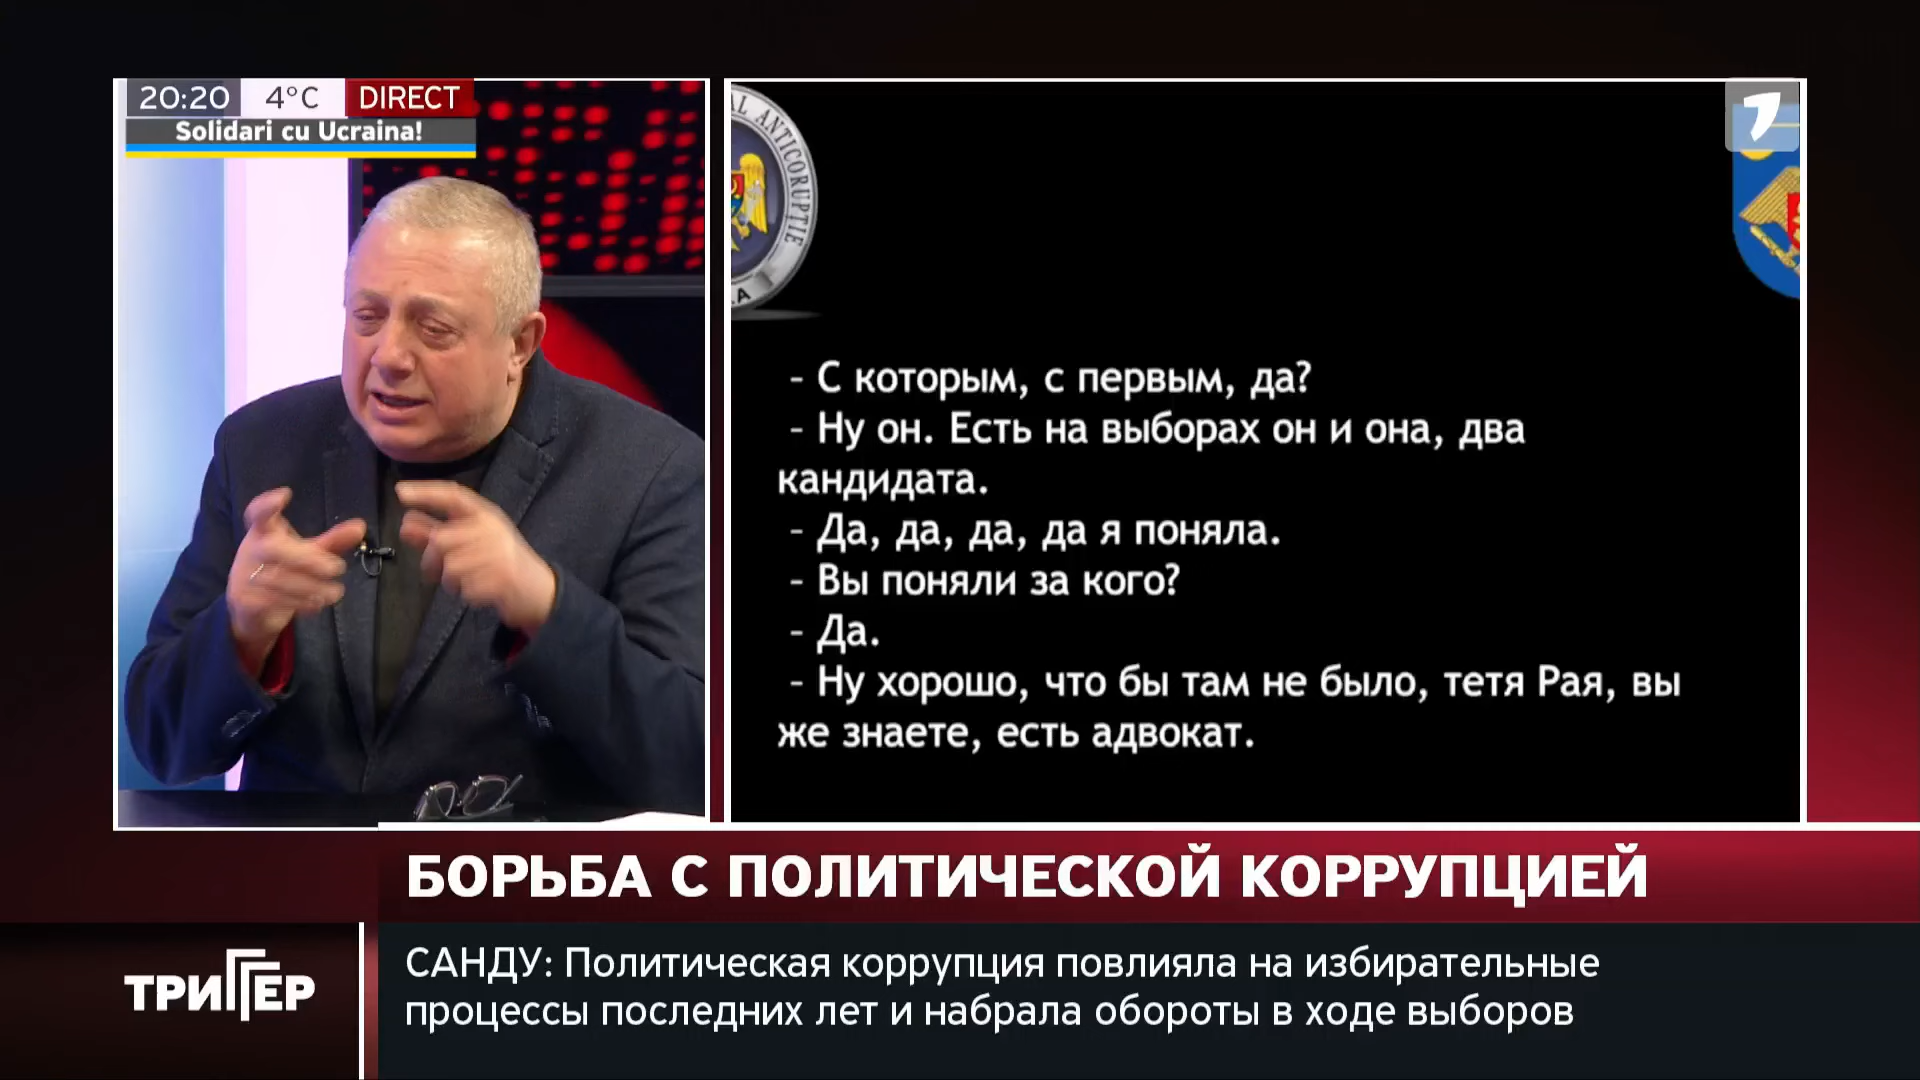 20:20 4°C DIRECT
Solidari cu Ucraina!
AL ANTICORUPȚIE
- С которым, с первым, да?
- Ну он. Есть на выборах он и она, два
кандидата.
- Да, да, да, да я поняла.
- Вы поняли за кого?
- Да.
- Ну хорошо, что бы там не было, тетя Рая, вы
же знаете, есть адвокат.
БОРЬБА С ПОЛИТИЧЕСКОЙ КОРРУПЦИЕЙ
ТРИГГЕР
САНДУ: Политическая коррупция повлияла на избирательные
процессы последних лет и набрала обороты в ходе выборов